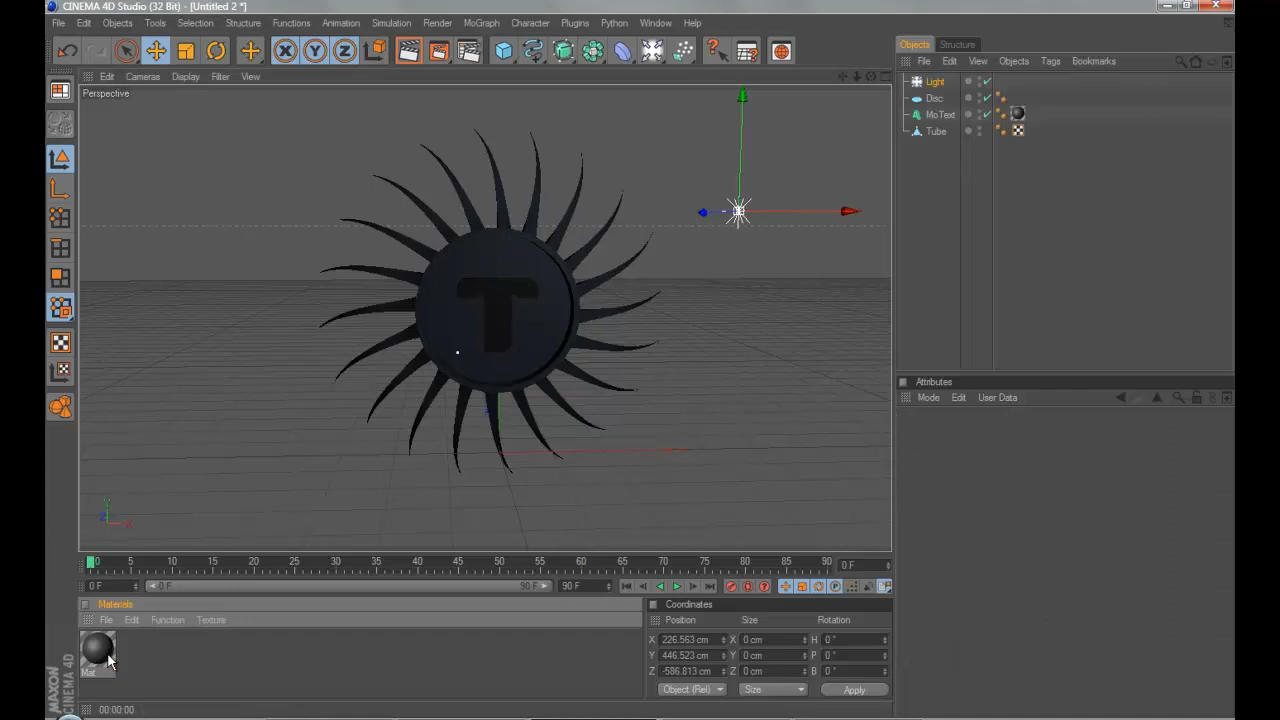 CINEMA 4D Studio (32 Bit) - [Untitled 2 *]
File Edit Objects Tools Selection Structure Functions Animation Simulation Render MoGraph Character Plugins Python Window Help
Objects Structure
Edit Cameras Display Filter View
File Edit View Objects Tags Bookmarks
Perspective
Light
Disc
MoText
Tube
T
Attributes
Mode Edit User Data
0 5 10 15 20 25 30 35 40 45 50 55 60 65 70 75 80 85 90 0 F
0 F 0 F 90 F 90 F
Materials
File Edit Function Texture
Mat
Coordinates
Position Size Rotation
X 226.563 cm X 0 cm H 0 °
Y 446.523 cm Y 0 cm P 0 °
Z -586.813 cm Z 0 cm B 0 °
Object (Rel) Size Apply
MAXON CINEMA 4D
00:00:00